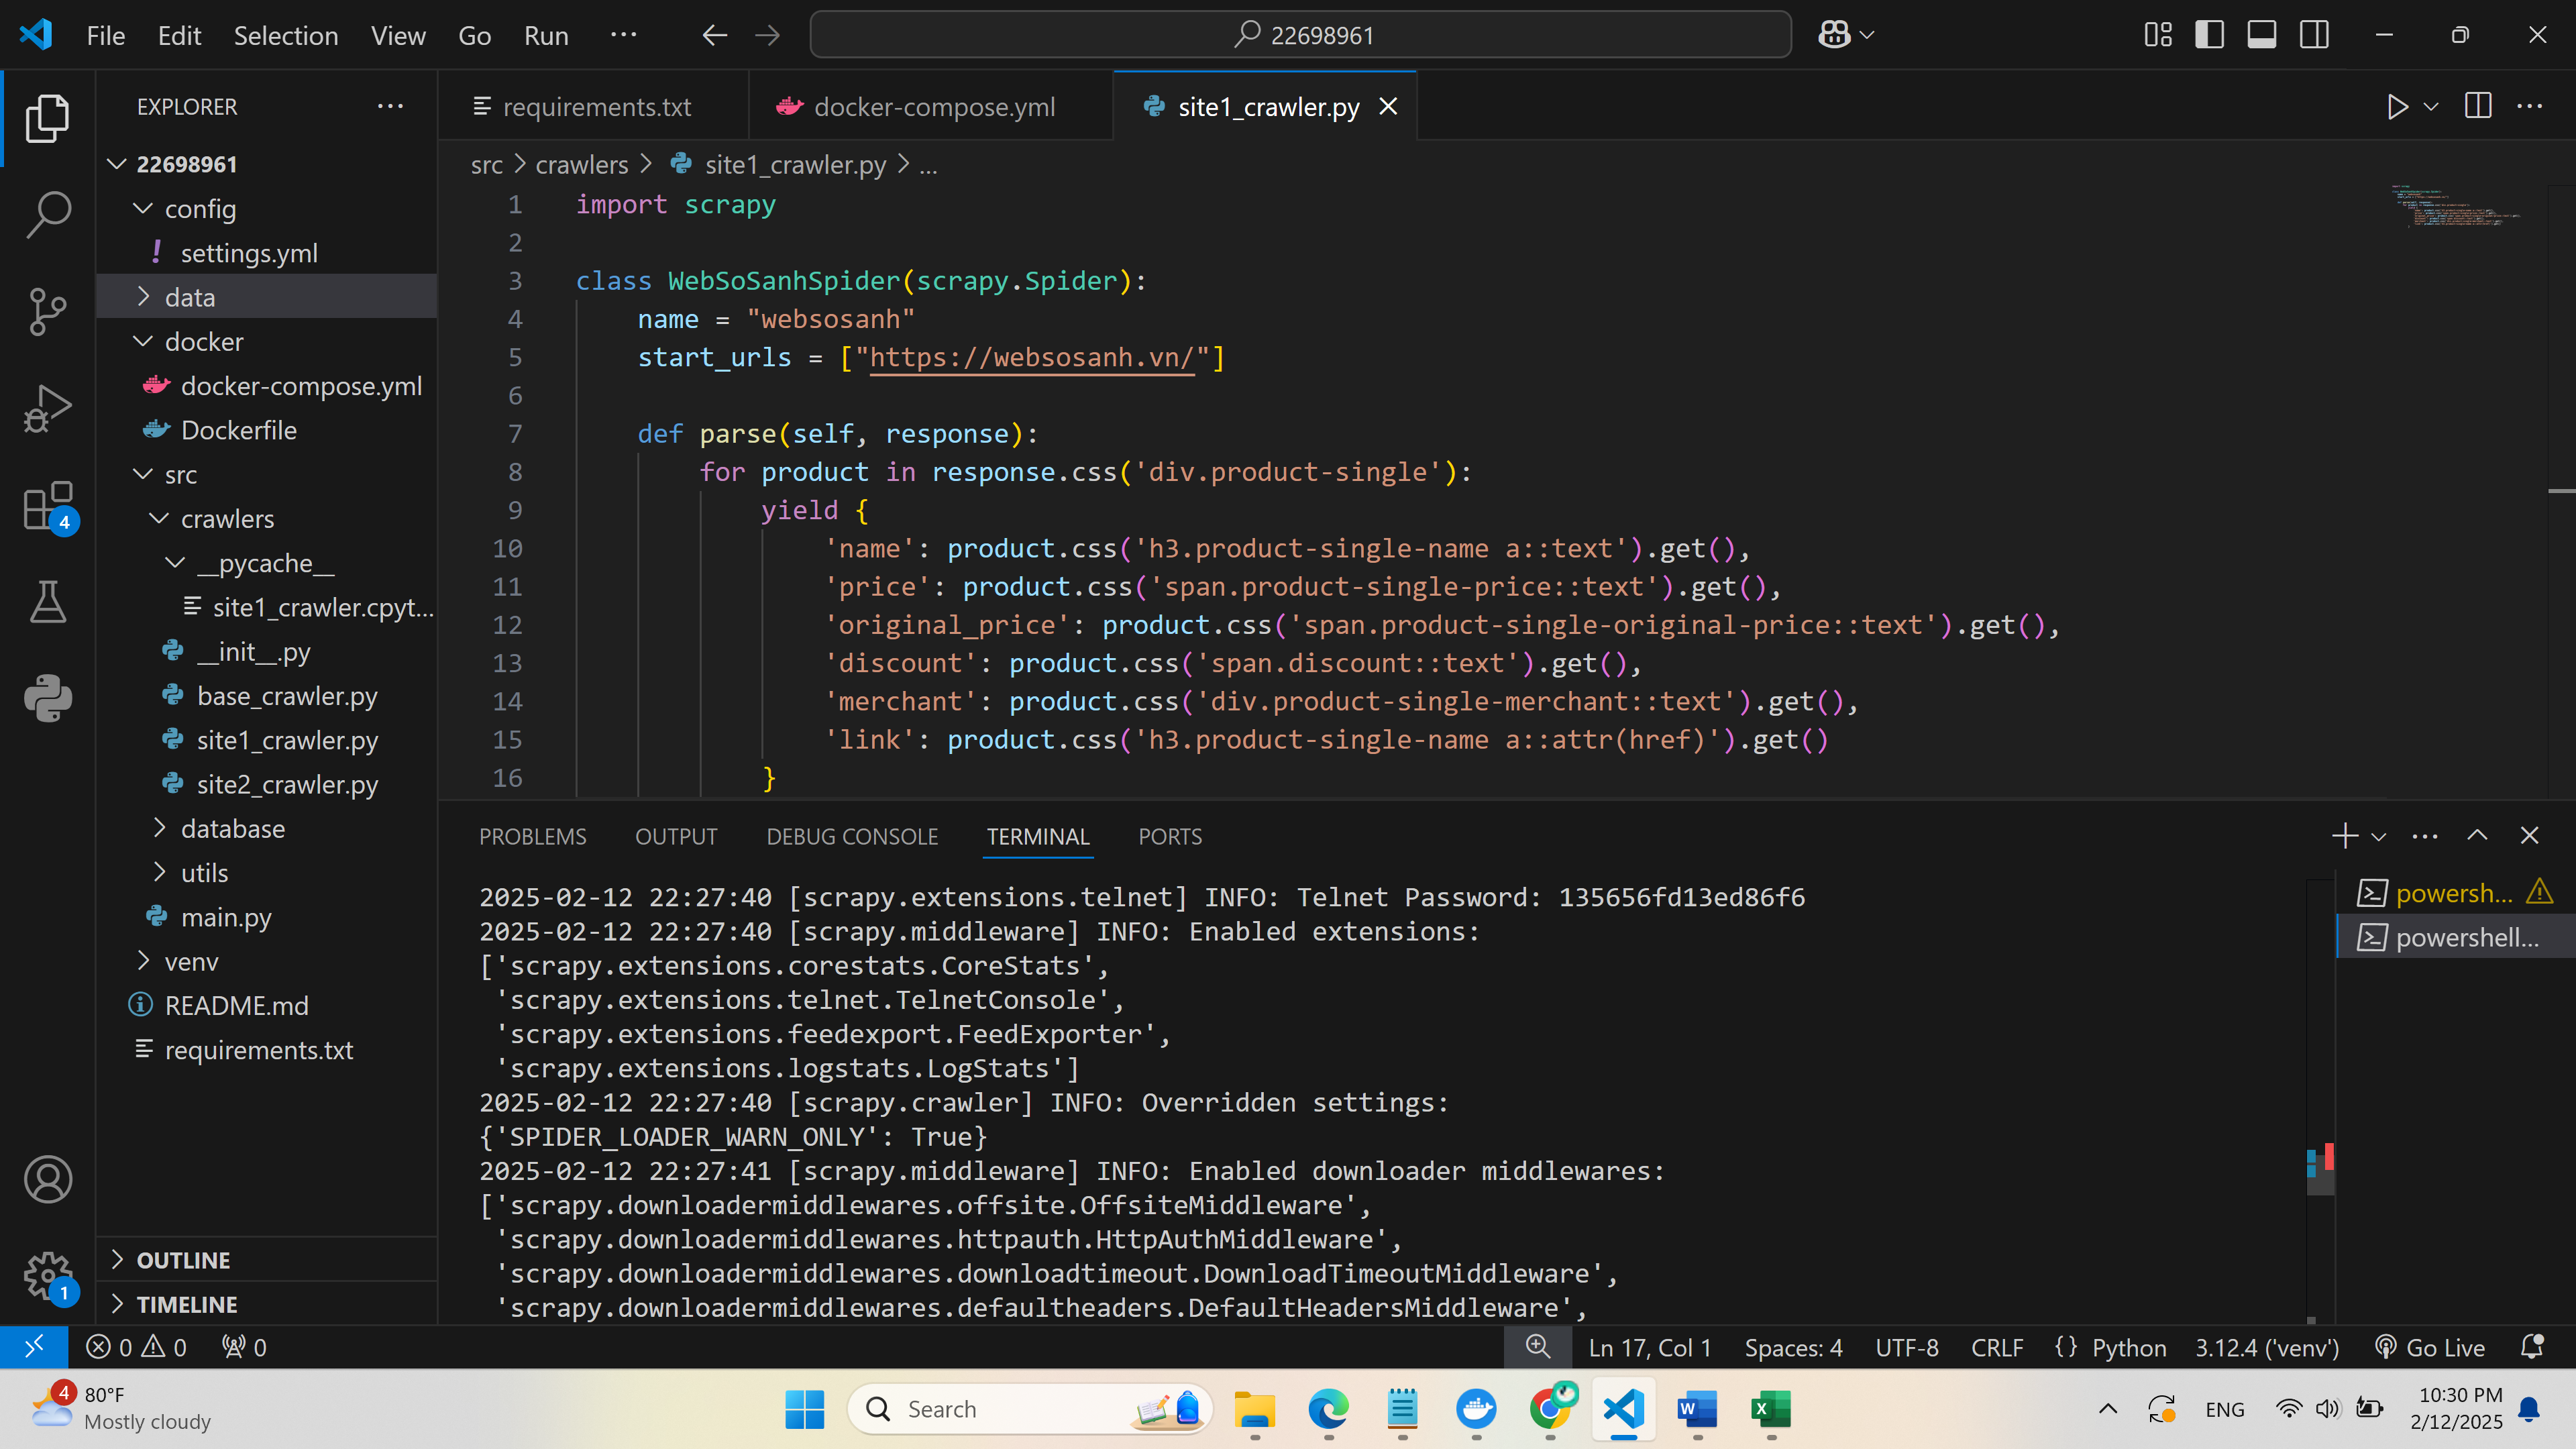 File Edit Selection View Go Run ··· 22698961
EXPLORER ···
22698961
config
! settings.yml
data
docker
docker-compose.yml
Dockerfile
src
crawlers
__pycache__
site1_crawler.cpyt...
__init__.py
base_crawler.py
site1_crawler.py
site2_crawler.py
database
utils
main.py
venv
README.md
requirements.txt
OUTLINE
TIMELINE
4
1
requirements.txt docker-compose.yml site1_crawler.py
src > crawlers > site1_crawler.py > ...
1 import scrapy
2
3 class WebSoSanhSpider(scrapy.Spider):
4 name = "websosanh"
5 start_urls = ["https://websosanh.vn/"]
6
7 def parse(self, response):
8 for product in response.css('div.product-single'):
9 yield {
10 'name': product.css('h3.product-single-name a::text').get(),
11 'price': product.css('span.product-single-price::text').get(),
12 'original_price': product.css('span.product-single-original-price::text').get(),
13 'discount': product.css('span.discount::text').get(),
14 'merchant': product.css('div.product-single-merchant::text').get(),
15 'link': product.css('h3.product-single-name a::attr(href)').get()
16 }
PROBLEMS OUTPUT DEBUG CONSOLE TERMINAL PORTS
2025-02-12 22:27:40 [scrapy.extensions.telnet] INFO: Telnet Password: 135656fd13ed86f6
2025-02-12 22:27:40 [scrapy.middleware] INFO: Enabled extensions:
['scrapy.extensions.corestats.CoreStats',
'scrapy.extensions.telnet.TelnetConsole',
'scrapy.extensions.feedexport.FeedExporter',
'scrapy.extensions.logstats.LogStats']
2025-02-12 22:27:40 [scrapy.crawler] INFO: Overridden settings:
{'SPIDER_LOADER_WARN_ONLY': True}
2025-02-12 22:27:41 [scrapy.middleware] INFO: Enabled downloader middlewares:
['scrapy.downloadermiddlewares.offsite.OffsiteMiddleware',
'scrapy.downloadermiddlewares.httpauth.HttpAuthMiddleware',
'scrapy.downloadermiddlewares.downloadtimeout.DownloadTimeoutMiddleware',
'scrapy.downloadermiddlewares.defaultheaders.DefaultHeadersMiddleware',
powersh...
powershell...
0 0 0 Ln 17, Col 1 Spaces: 4 UTF-8 CRLF {} Python 3.12.4 ('venv') Go Live
4 80°F
Mostly cloudy
Search
ENG
10:30 PM
2/12/2025